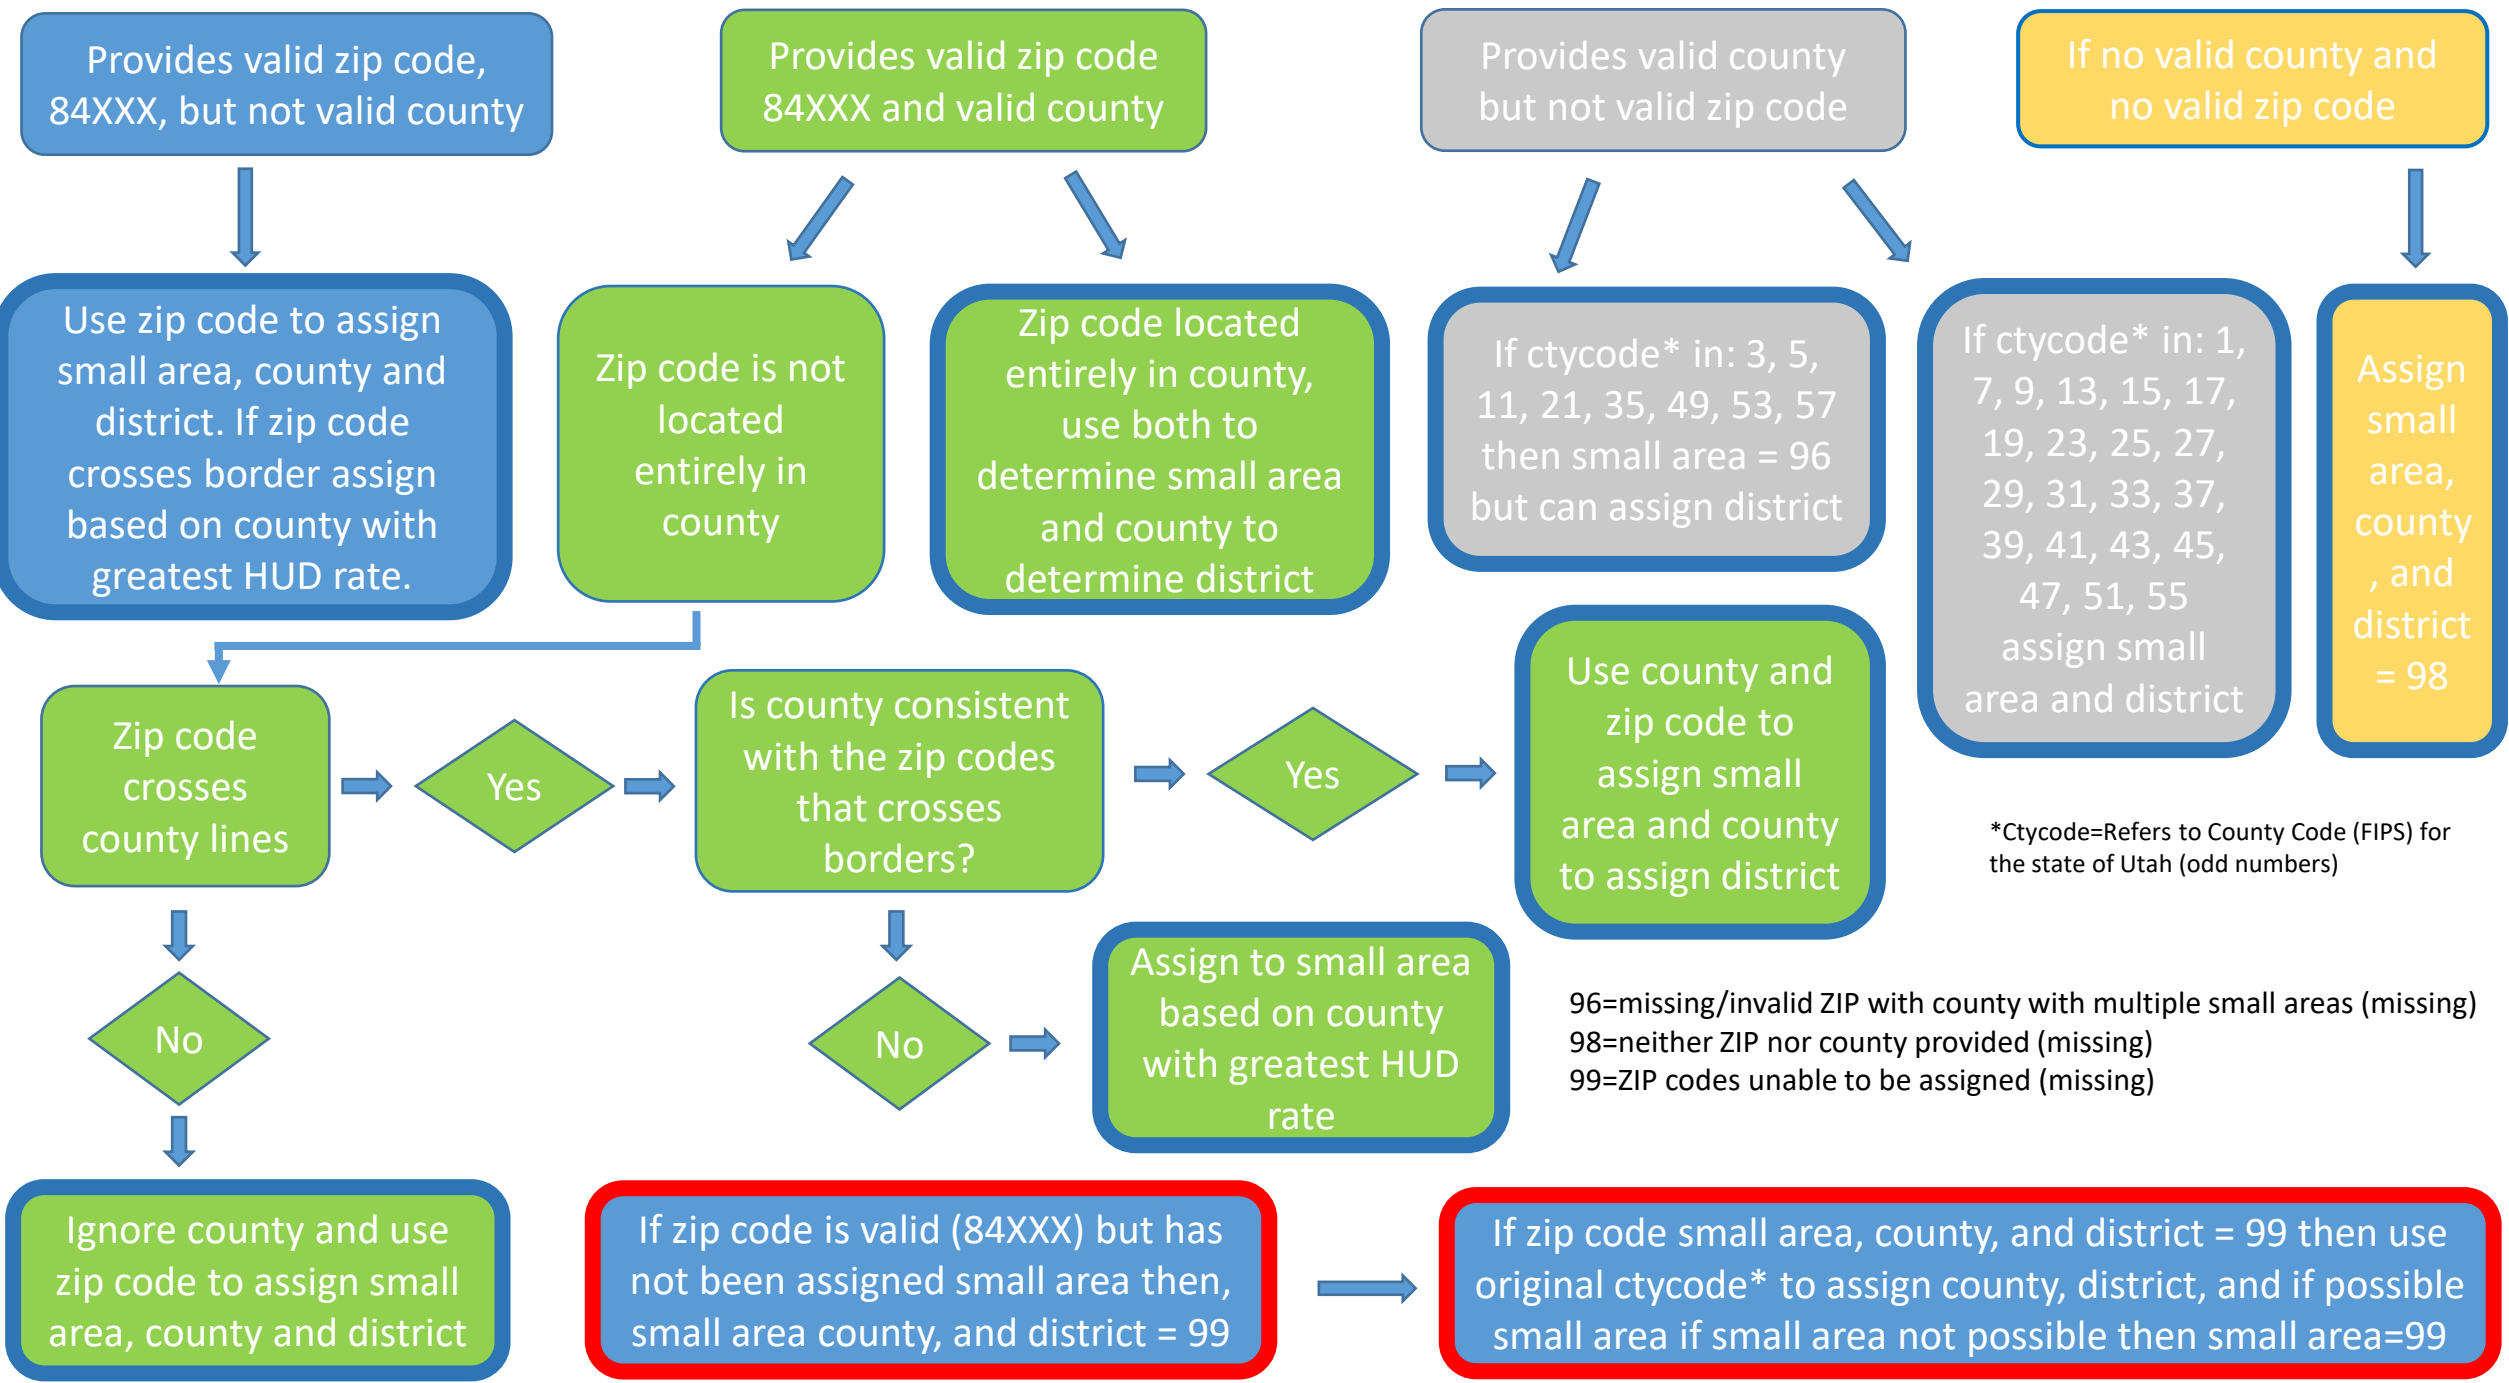 Provides valid zip code,
84XXX, but not valid county
Provides valid zip code
84XXX and valid county
Provides valid county
but not valid zip code
If no valid county and
no valid zip code
Use zip code to assign
small area, county and
district. If zip code
crosses border assign
based on county with
greatest HUD rate.
Zip code is not
located
entirely in
county
Zip code located
entirely in county,
use both to
determine small area
and county to
determine district
If ctycode* in: 3, 5,
11, 21, 35, 49, 53, 57
then small area = 96
but can assign district
If ctycode* in: 1,
7, 9, 13, 15, 17,
19, 23, 25, 27,
29, 31, 33, 37,
39, 41, 43, 45,
47, 51, 55
assign small
area and district
Assign
small
area,
county
, and
district
= 98
Zip code
crosses
county lines
Yes
Is county consistent
with the zip codes
that crosses
borders?
Yes
Use county and
zip code to
assign small
area and county
to assign district
*Ctycode=Refers to County Code (FIPS) for
the state of Utah (odd numbers)
No
No
Assign to small area
based on county
with greatest HUD
rate
96=missing/invalid ZIP with county with multiple small areas (missing)
98=neither ZIP nor county provided (missing)
99=ZIP codes unable to be assigned (missing)
Ignore county and use
zip code to assign small
area, county and district
If zip code is valid (84XXX) but has
not been assigned small area then,
small area county, and district = 99
If zip code small area, county, and district = 99 then use
original ctycode* to assign county, district, and if possible
small area if small area not possible then small area=99